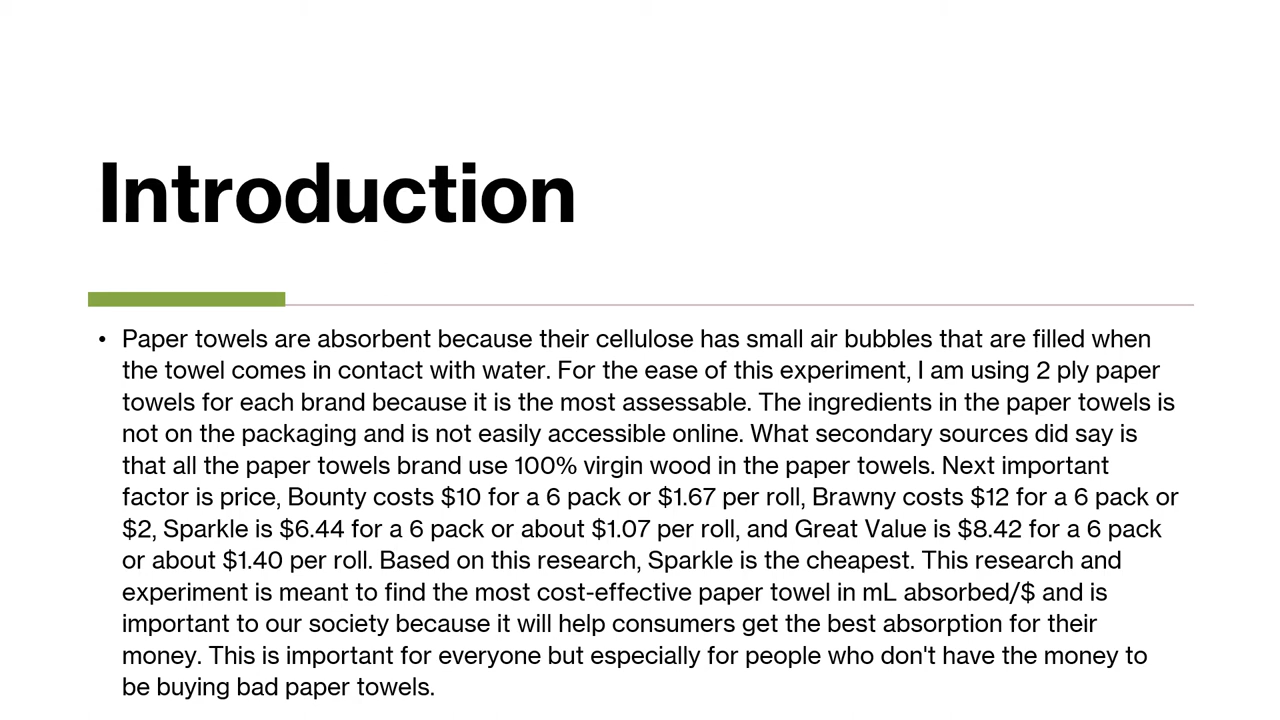 Introduction
• Paper towels are absorbent because their cellulose has small air bubbles that are filled when
the towel comes in contact with water. For the ease of this experiment, I am using 2 ply paper
towels for each brand because it is the most assessable. The ingredients in the paper towels is
not on the packaging and is not easily accessible online. What secondary sources did say is
that all the paper towels brand use 100% virgin wood in the paper towels. Next important
factor is price, Bounty costs $10 for a 6 pack or $1.67 per roll, Brawny costs $12 for a 6 pack or
$2, Sparkle is $6.44 for a 6 pack or about $1.07 per roll, and Great Value is $8.42 for a 6 pack
or about $1.40 per roll. Based on this research, Sparkle is the cheapest. This research and
experiment is meant to find the most cost-effective paper towel in mL absorbed/$ and is
important to our society because it will help consumers get the best absorption for their
money. This is important for everyone but especially for people who don't have the money to
be buying bad paper towels.